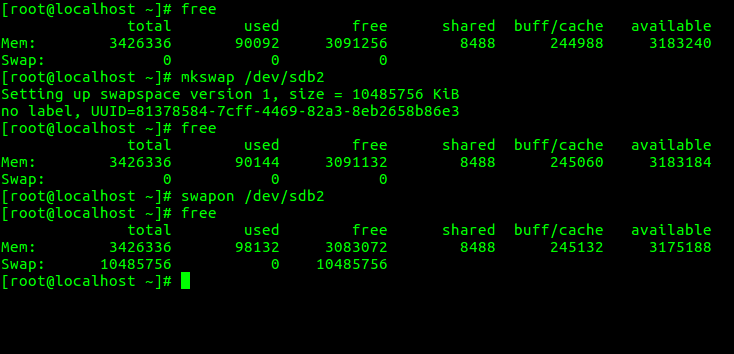 [root@localhost ~]# free
              total        used        free      shared  buff/cache   available
Mem:        3426336       90092     3091256        8488      244988     3183240
Swap:             0           0           0
[root@localhost ~]# mkswap /dev/sdb2
Setting up swapspace version 1, size = 10485756 KiB
no label, UUID=81378584-7cff-4469-82a3-8eb2658b86e3
[root@localhost ~]# free
              total        used        free      shared  buff/cache   available
Mem:        3426336       90144     3091132        8488      245060     3183184
Swap:             0           0           0
[root@localhost ~]# swapon /dev/sdb2
[root@localhost ~]# free
              total        used        free      shared  buff/cache   available
Mem:        3426336       98132     3083072        8488      245132     3175188
Swap:      10485756           0    10485756
[root@localhost ~]#